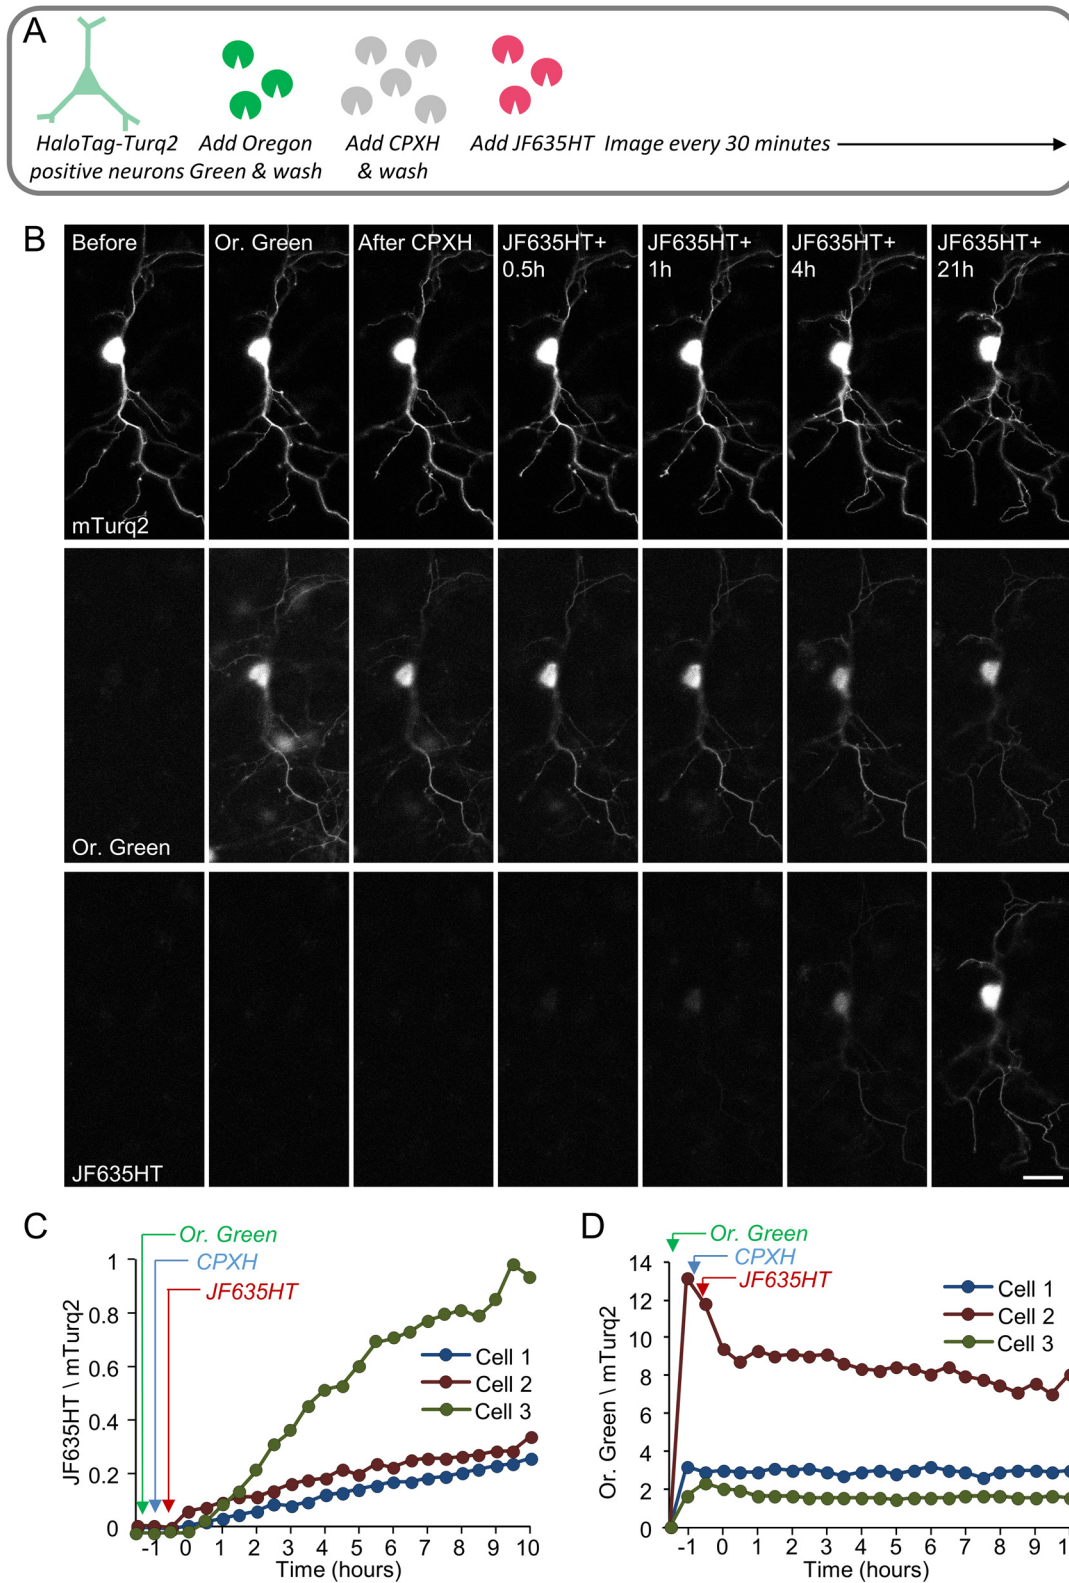 A
HaloTag-Turq2
positive neurons
Add Oregon
Green & wash
Add CPXH
& wash
Add JF635HT
Image every 30 minutes
B
Before
Or. Green
After CPXH
JF635HT+
0.5h
JF635HT+
1h
JF635HT+
4h
JF635HT+
21h
mTurq2
Or. Green
JF635HT
C
Or. Green
CPXH
JF635HT
JF635HT \ mTurq2
1
0.8
0.6
0.4
0.2
0
Cell 1
Cell 2
Cell 3
-1 0 1 2 3 4 5 6 7 8 9 10
Time (hours)
D
Or. Green
CPXH
JF635HT
Or. Green \ mTurq2
14
12
10
8
6
4
2
0
Cell 1
Cell 2
Cell 3
-1 0 1 2 3 4 5 6 7 8 9 1
Time (hours)